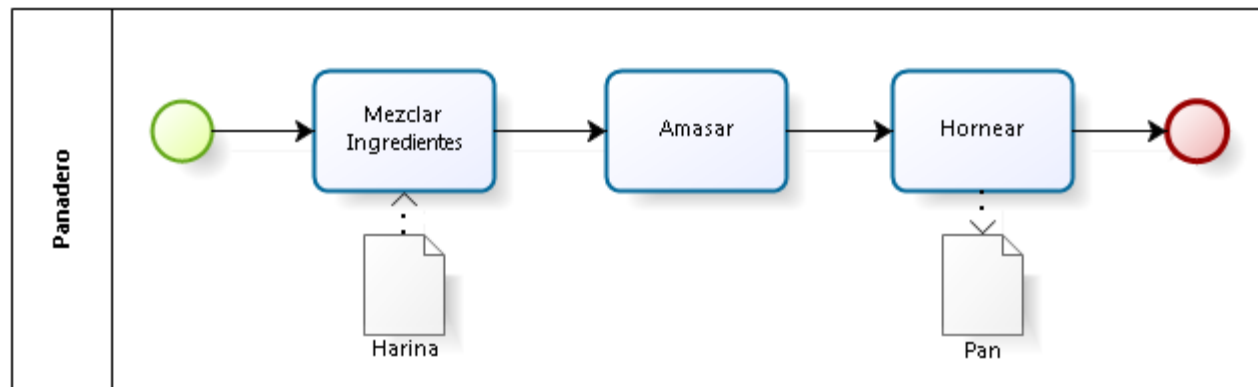 Panadero
Mezclar
Ingredientes
Amasar
Hornear
Harina
Pan